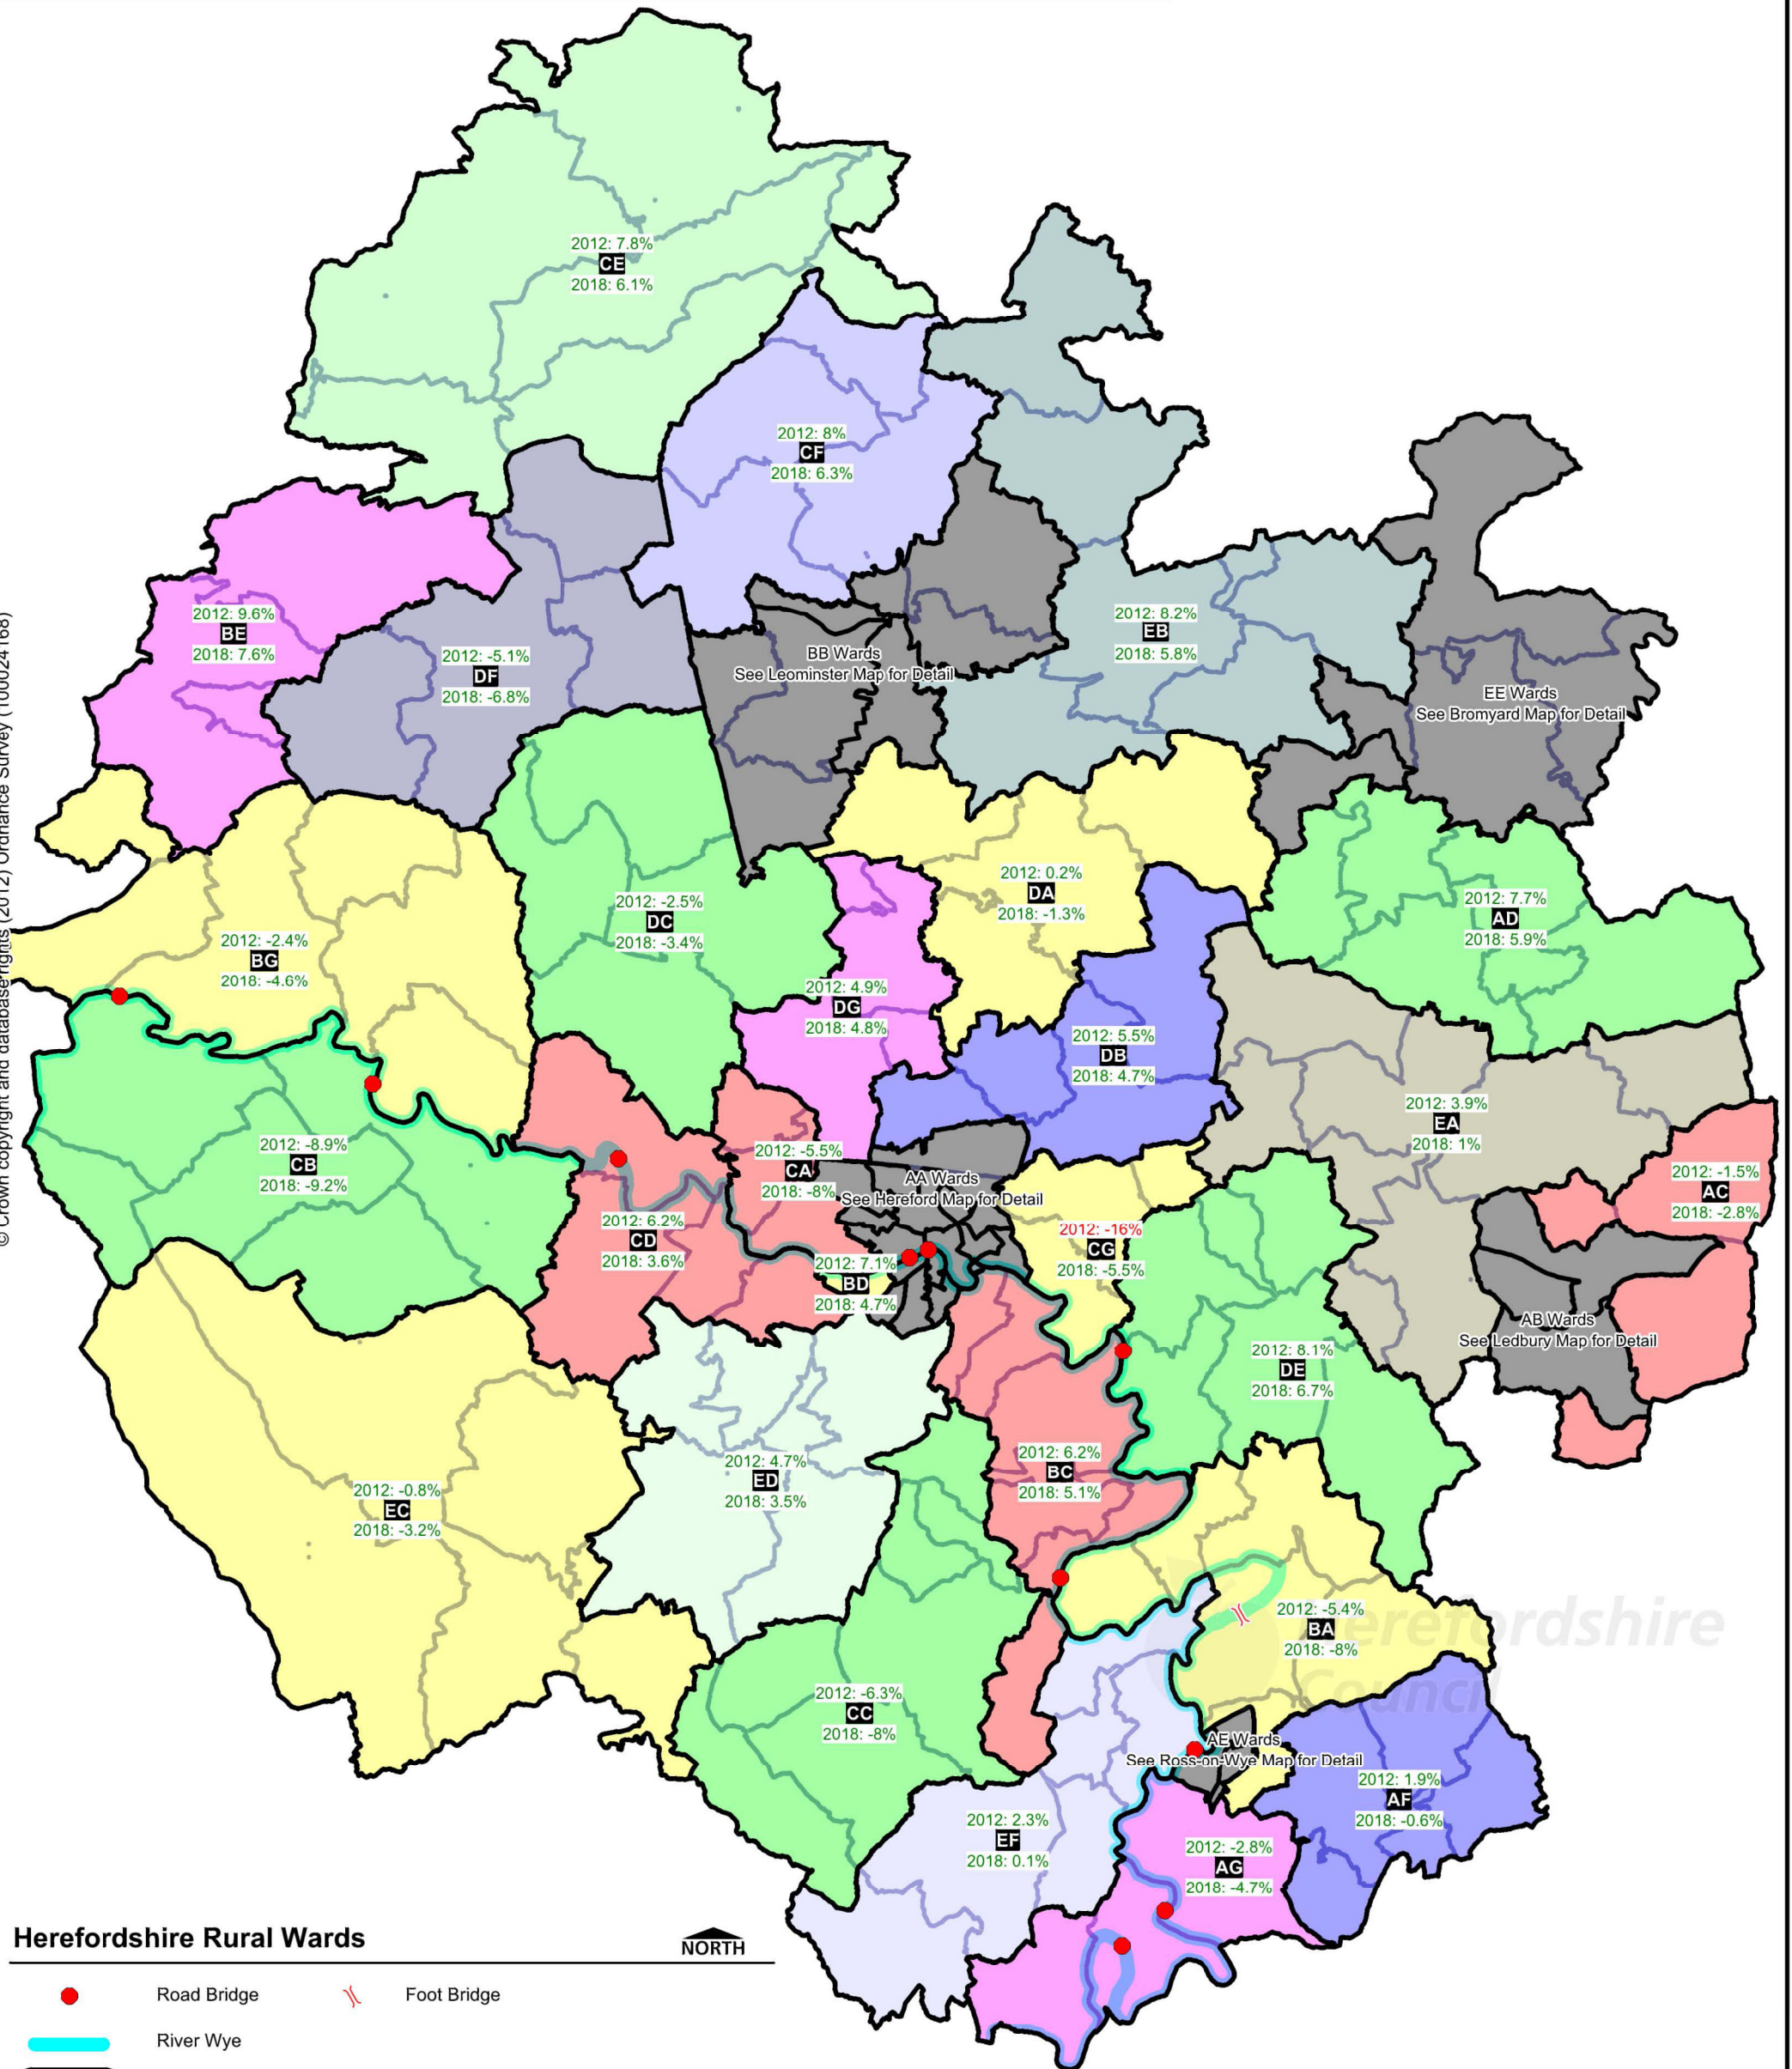 2012: 7.8%
CE
2018: 6.1%
2012: 8%
CF
2018: 6.3%
2012: 9.6%
BE
2018: 7.6%
2012: 8.2%
EB
2018: 5.8%
2012: -5.1%
DF
2018: -6.8%
BB Wards
See Leominster Map for Detail
EE Wards
See Bromyard Map for Detail
2012: 0.2%
DA
2018: -1.3%
2012: -2.5%
DC
2018: -3.4%
2012: 7.7%
AD
2018: 5.9%
2012: -2.4%
BG
2018: -4.6%
2012: 4.9%
DG
2018: 4.8%
2012: 5.5%
DB
2018: 4.7%
2012: 3.9%
EA
2018: 1%
2012: -8.9%
CB
2018: -9.2%
2012: -5.5%
CA
2018: -8%
AA Wards
See Hereford Map for Detail
2012: -1.5%
AC
2018: -2.8%
2012: 6.2%
CD
2018: 3.6%
2012: -16%
CG
2018: -5.5%
2012: 7.1%
BD
2018: 4.7%
AB Wards
See Ledbury Map for Detail
2012: 8.1%
DE
2018: 6.7%
2012: 6.2%
BC
2018: 5.1%
2012: 4.7%
ED
2018: 3.5%
2012: -0.8%
EC
2018: -3.2%
2012: -5.4%
BA
2018: -8%
Herefordshire
Council
2012: -6.3%
CC
2018: -8%
AE Wards
See Ross-on-Wye Map for Detail
2012: 1.9%
AF
2018: -0.6%
2012: 2.3%
EF
2018: 0.1%
2012: -2.8%
AG
2018: -4.7%
© Crown copyright and database rights (2012) Ordnance Survey (100024168)
Herefordshire Rural Wards
NORTH
Road Bridge
Foot Bridge
River Wye